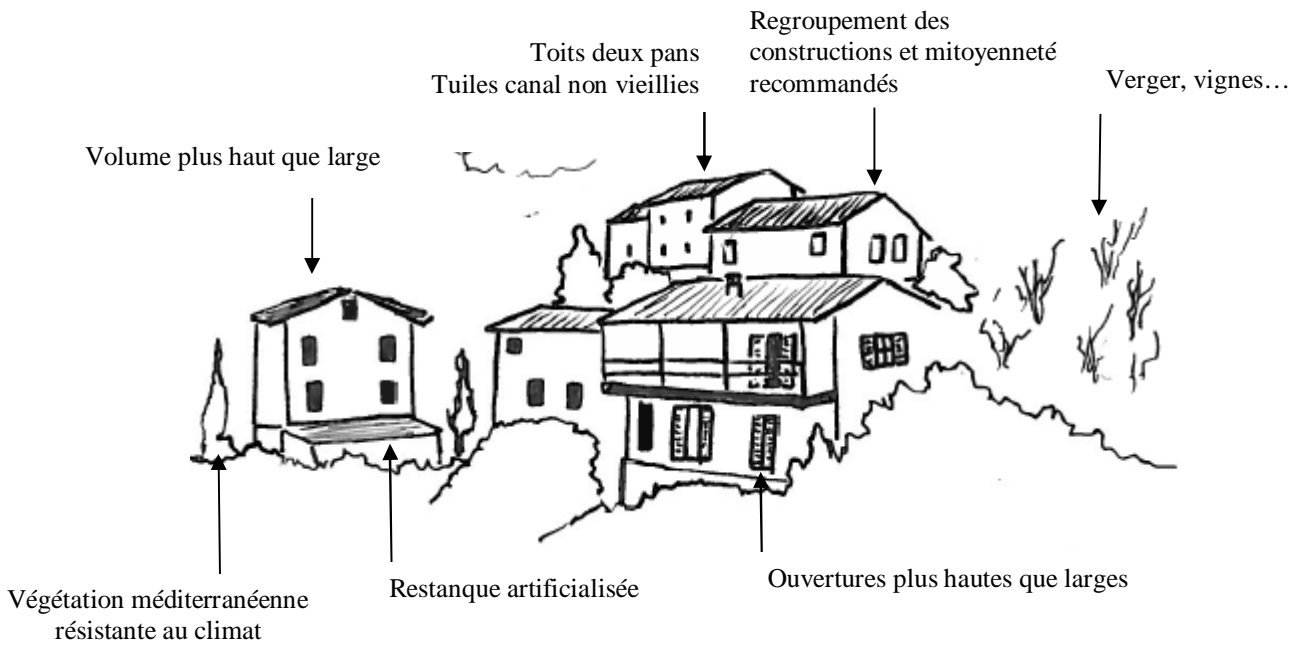 Regroupement des
constructions et mitoyenneté
recommandés
Toits deux pans
Tuiles canal non vieillies
Verger, vignes…
Volume plus haut que large
Végétation méditerranéenne
résistante au climat
Restanque artificialisée
Ouvertures plus hautes que larges